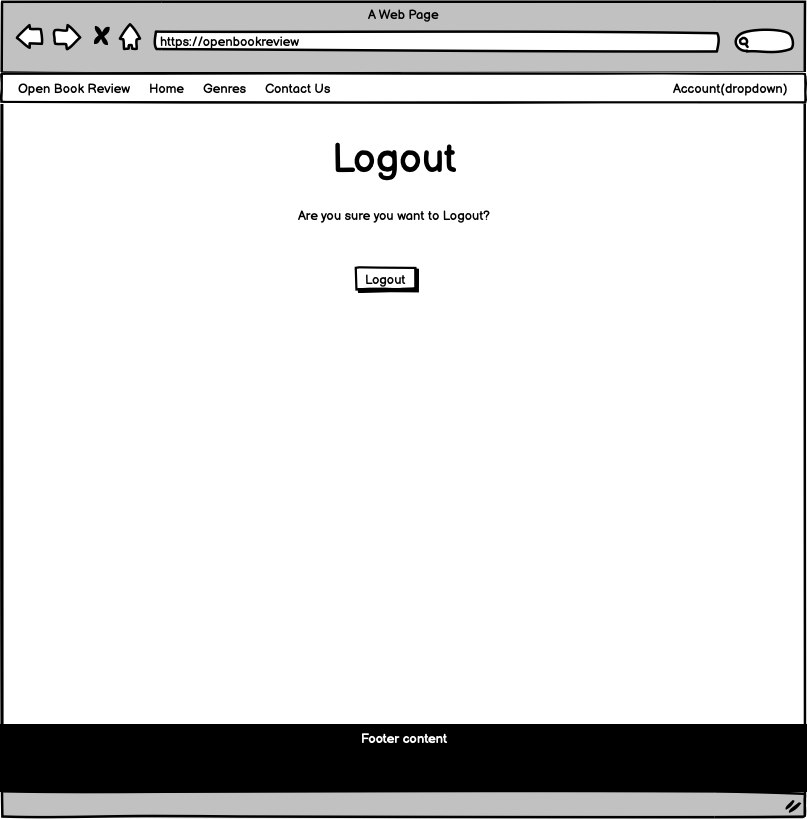 A Web Page
https://openbookreview
Open Book Review Home Genres Contact Us Account(dropdown)
Logout
Are you sure you want to Logout?
Logout
Footer content